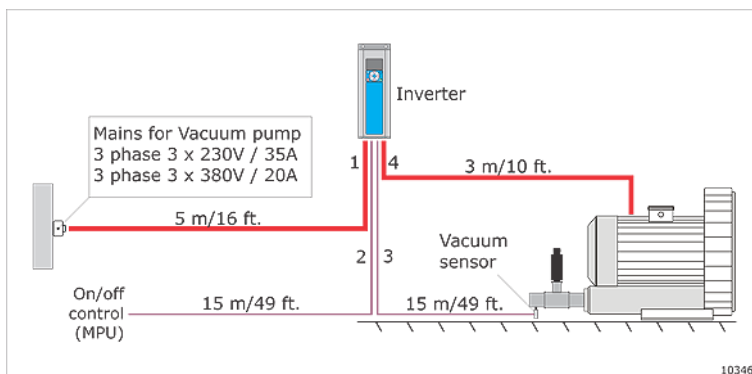 Inverter
Mains for Vacuum pump
3 phase 3 x 230V / 35A
3 phase 3 x 380V / 20A
1
4
3 m/10 ft.
5 m/16 ft.
2
3
Vacuum
sensor
On/off
control
(MPU)
15 m/49 ft.
15 m/49 ft.
10346